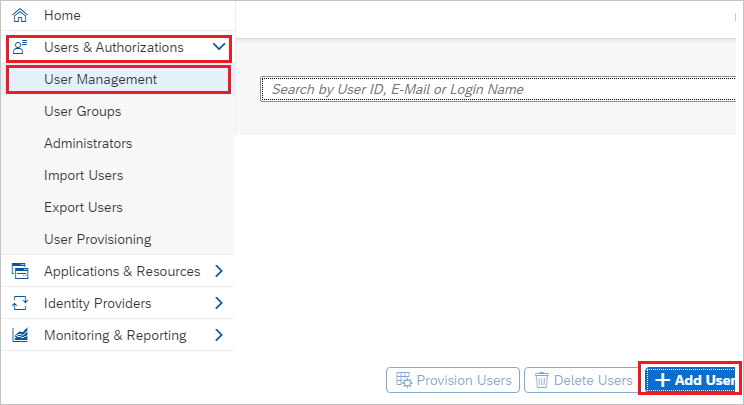 Home
Users & Authorizations
User Management
Search by User ID, E-Mail or Login Name
User Groups
Administrators
Import Users
Export Users
User Provisioning
Applications & Resources
Identity Providers
Monitoring & Reporting
Provision Users
Delete Users
Add User